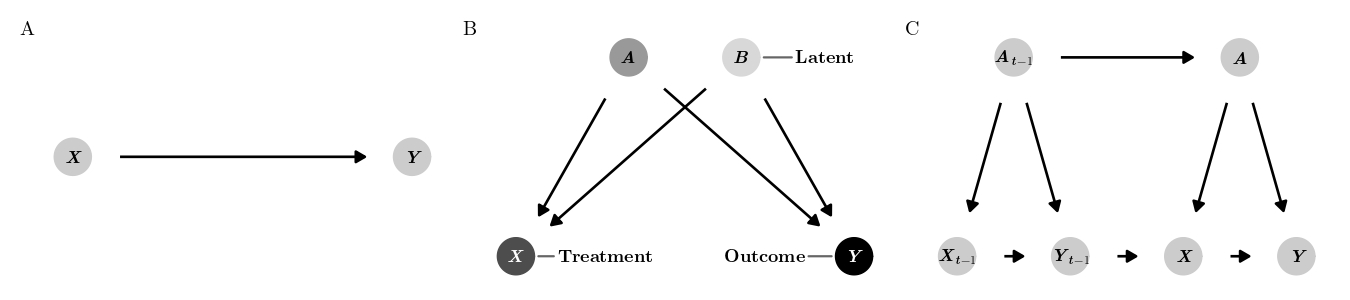 A
X
Y
B
A
B
Latent
X
Treatment
Outcome
Y
C
A_{t−1}
A
X_{t−1}
Y_{t−1}
X
Y